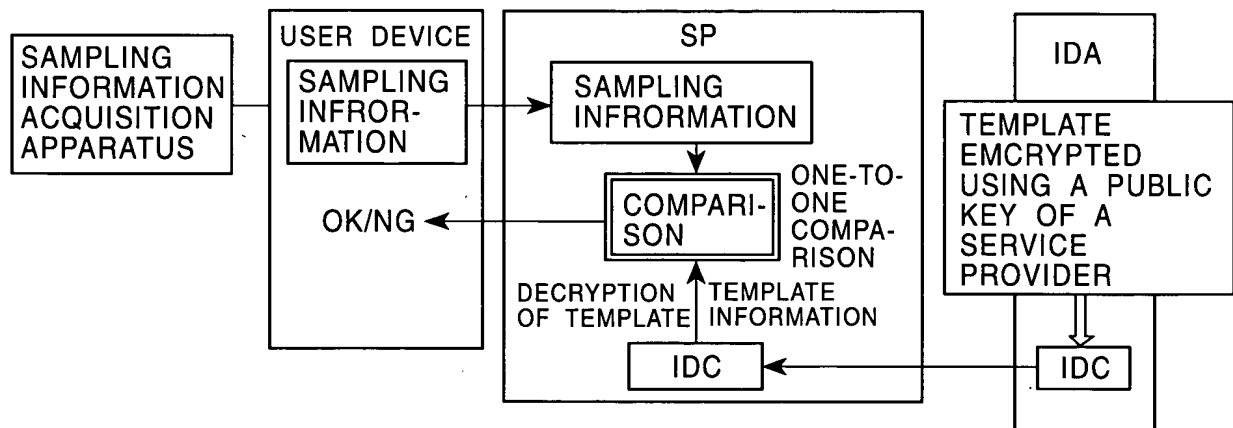 SAMPLING
INFORMATION
ACQUISITION
APPARATUS
USER DEVICE
SAMPLING
INFROR-
MATION
OK/NG
SP
SAMPLING
INFRORMATION
COMPARI-
SON
ONE-TO-
ONE
COMPA-
RISON
DECRYPTION
OF TEMPLATE
TEMPLATE
INFORMATION
IDC
IDA
TEMPLATE
EMCRYPTED
USING A PUBLIC
KEY OF A
SERVICE
PROVIDER
IDC